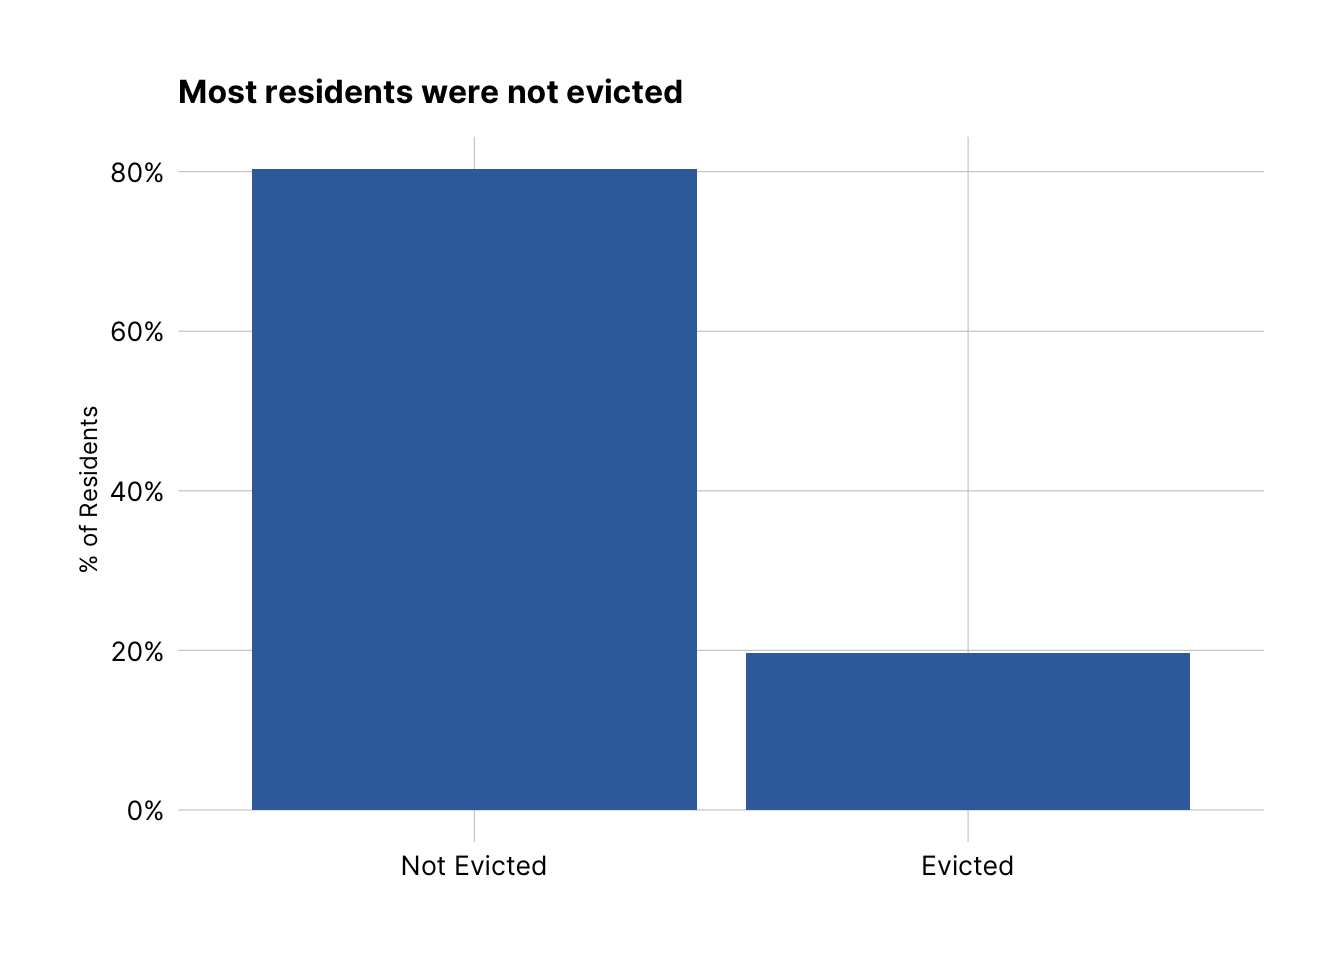 Most residents were not evicted
% of Residents
80%
60%
40%
20%
0%
Not Evicted
Evicted